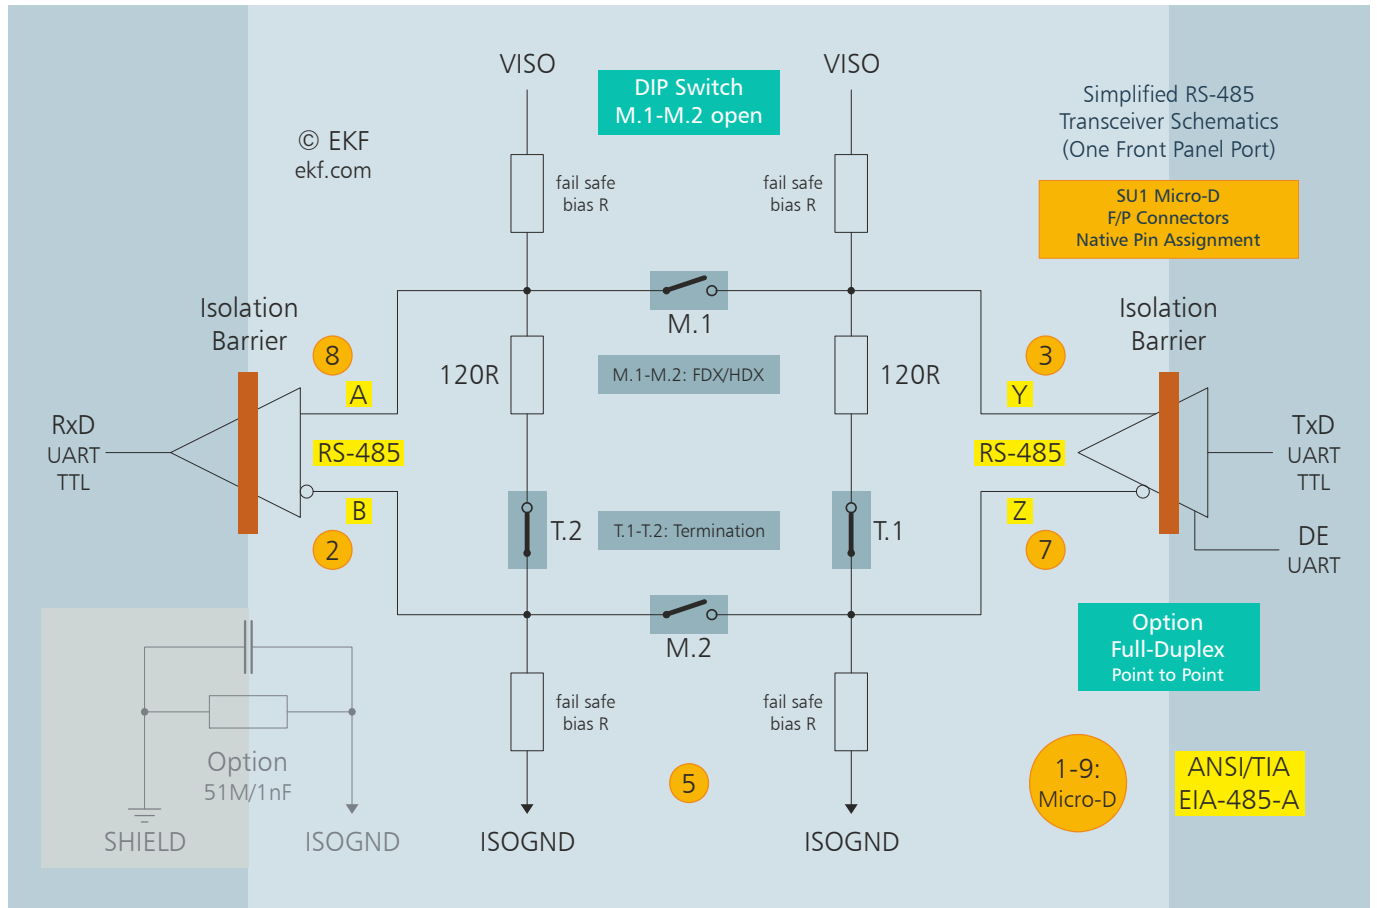 VISO
DIP Switch
M.1-M.2 open
VISO
Simplified RS-485
Transceiver Schematics
(One Front Panel Port)
© EKF
ekf.com
fail safe
bias R
fail safe
bias R
SU1 Micro-D
F/P Connectors
Native Pin Assignment
Isolation
Barrier
M.1
Isolation
Barrier
8
3
120R
M.1-M.2: FDX/HDX
120R
A
Y
RxD
UART
TTL
RS-485
RS-485
TxD
UART
TTL
B
Z
T.2
T.1-T.2: Termination
T.1
2
7
DE
UART
M.2
Option
Full-Duplex
Point to Point
fail safe
bias R
fail safe
bias R
Option
51M/1nF
5
1-9:
Micro-D
ANSI/TIA
EIA-485-A
SHIELD
ISOGND
ISOGND
ISOGND